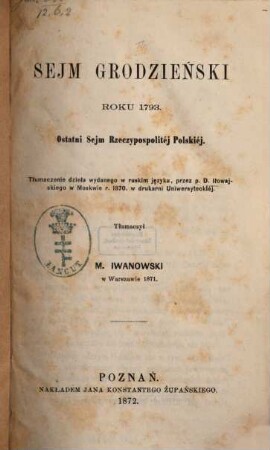 12.6.2
SEJM GRODZIEŃSKI
ROKU 1793.
Ostatni Sejm Rzeczypospolitéj Polskiéj.
Tłumaczenie dzieła wydanego w ruskim języku, przez p. D. Iłowaj-
skiego w Moskwie r. 1870. w drukarni Uniwersyteckiéj.
Tłumaczył
M. IWANOWSKI
w Warszawie 1871.
POZNAŃ.
NAKŁADEM JANA KONSTANTEGO ŻUPAŃSKIEGO.
1872.